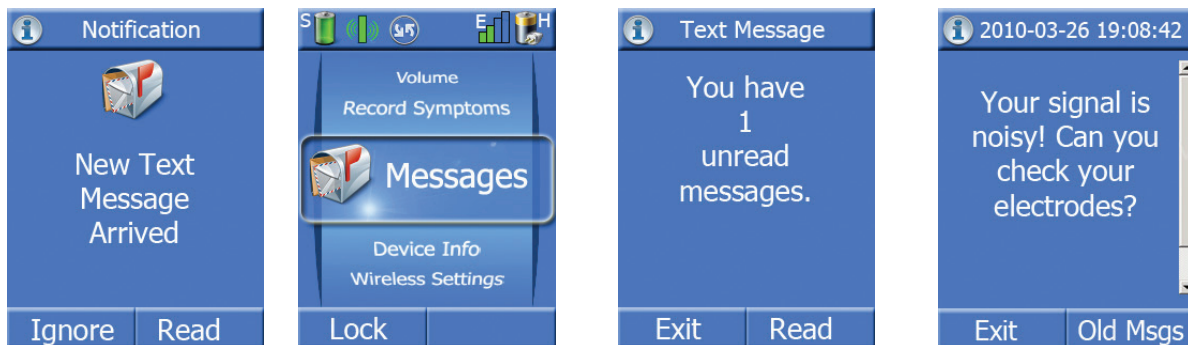 Notification
New Text
Message
Arrived
Ignore Read
S E H
Volume
Record Symptoms
Messages
Device Info
Wireless Settings
Lock
Text Message
You have
1
unread
messages.
Exit Read
2010-03-26 19:08:42
Your signal is
noisy! Can you
check your
electrodes?
Exit Old Msgs